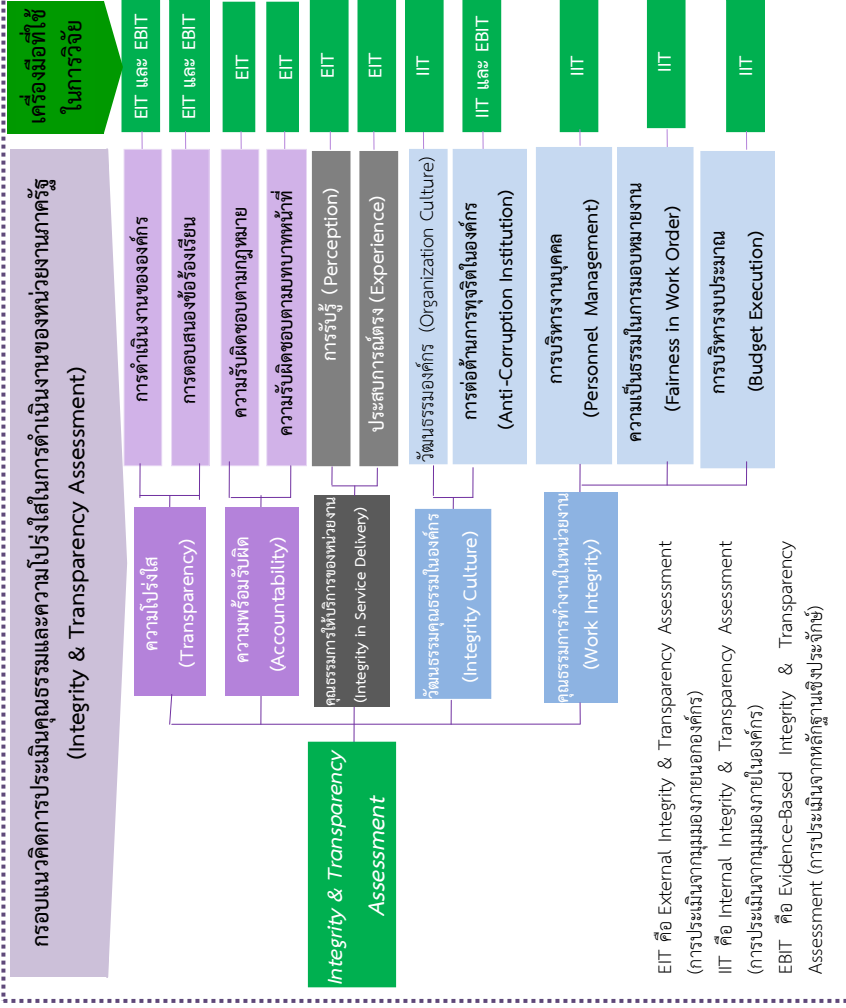 กรอบแนวคิดการประเมินคุณธรรมและความโปร่งใสในการดำเนินงานของหน่วยงานภาครัฐ
(Integrity & Transparency Assessment)
เครื่องมือที่ใช้
ในการวิจัย
Integrity & Transparency
Assessment
ความโปร่งใส
(Transparency)
การดำเนินงานขององค์กร
EIT และ EBIT
การตอบสนองข้อร้องเรียน
EIT และ EBIT
ความพร้อมรับผิด
(Accountability)
ความรับผิดชอบตามกฎหมาย
EIT
ความรับผิดชอบตามบทบาทหน้าที่
EIT
คุณธรรมการให้บริการของหน่วยงาน
(Integrity in Service Delivery)
การรับรู้ (Perception)
EIT
ประสบการณ์ตรง (Experience)
EIT
วัฒนธรรมคุณธรรมในองค์กร
(Integrity Culture)
วัฒนธรรมองค์กร (Organization Culture)
IIT
การต่อต้านการทุจริตในองค์กร
(Anti-Corruption Institution)
IIT และ EBIT
คุณธรรมการทำงานในหน่วยงาน
(Work Integrity)
การบริหารงานบุคคล
(Personnel Management)
IIT
ความเป็นธรรมในการมอบหมายงาน
(Fairness in Work Order)
IIT
การบริหารงบประมาณ
(Budget Execution)
IIT
EIT คือ External Integrity & Transparency Assessment
(การประเมินจากมุมมองภายนอกองค์กร)
IIT คือ Internal Integrity & Transparency Assessment
(การประเมินจากมุมมองภายในองค์กร)
EBIT คือ Evidence-Based Integrity & Transparency
Assessment (การประเมินจากหลักฐานเชิงประจักษ์)